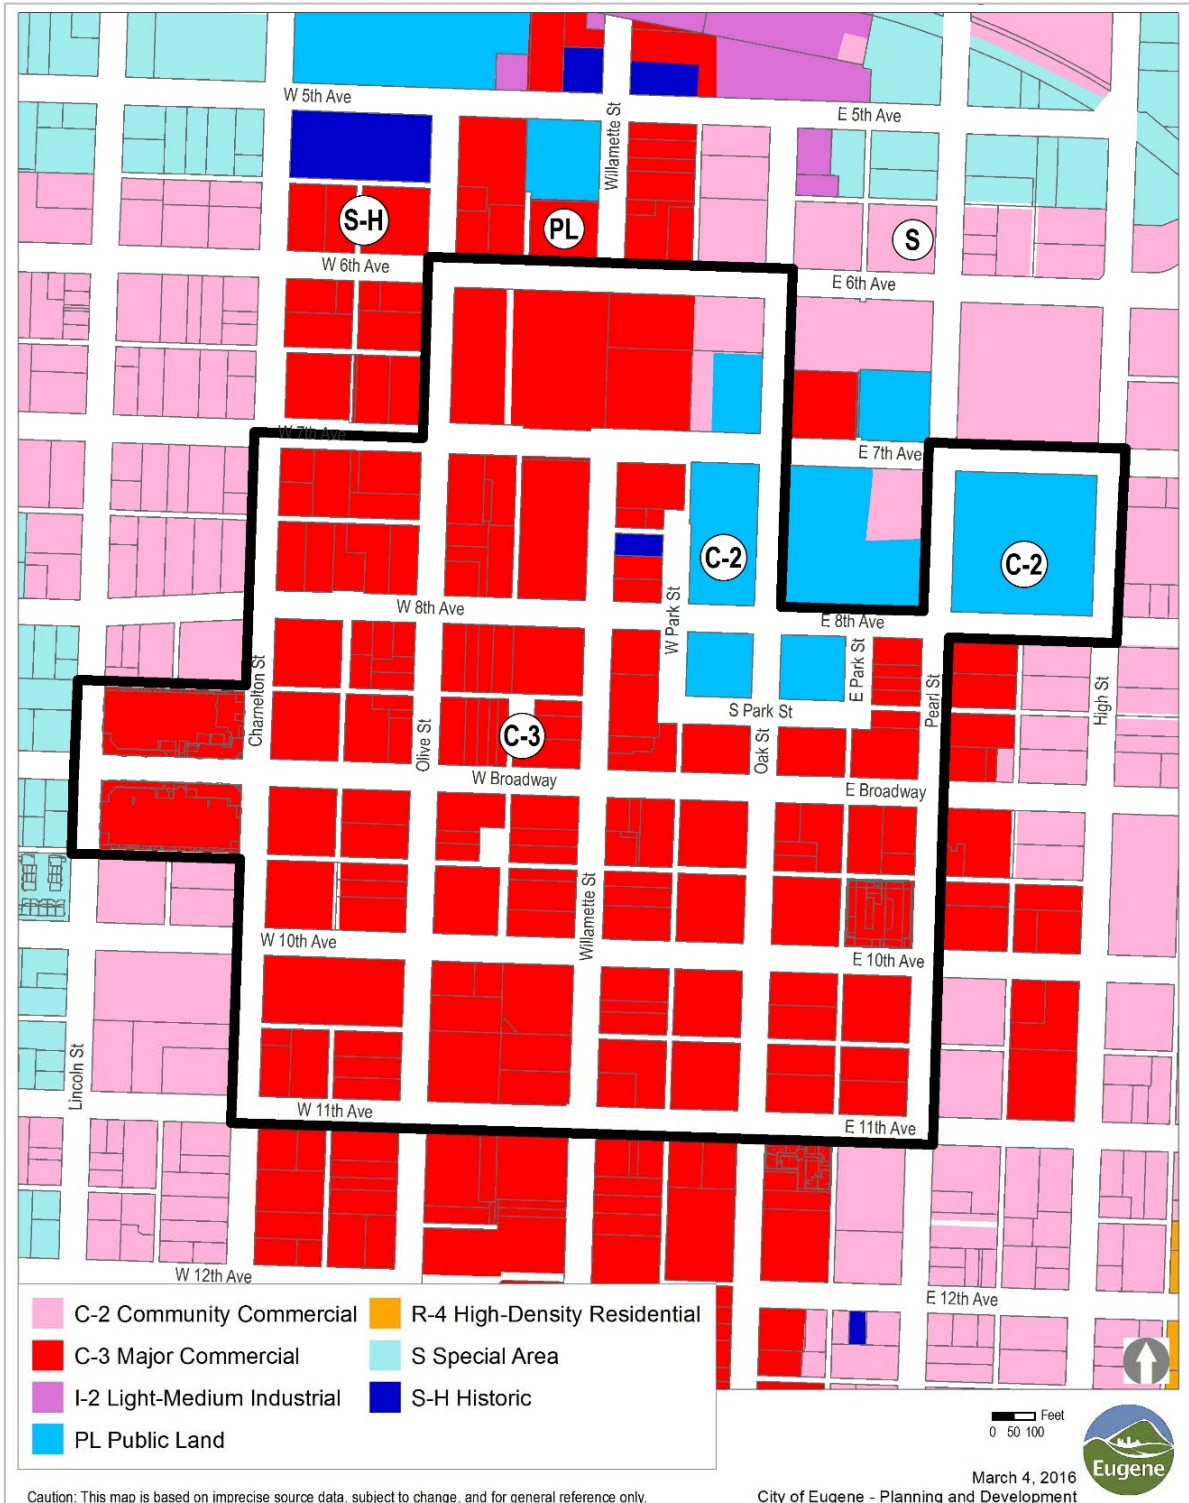 W 5th Ave
E 5th Ave
Willamette St
S-H
PL
S
W 6th Ave
E 6th Ave
W 7th Ave
E 7th Ave
C-2
C-2
W 8th Ave
E 8th Ave
W Park St
E Park St
Charnelton St
Olive St
C-3
S Park St
Oak St
Pearl St
High St
W Broadway
E Broadway
Willamette St
W 10th Ave
E 10th Ave
Lincoln St
W 11th Ave
E 11th Ave
W 12th Ave
E 12th Ave
C-2 Community Commercial
C-3 Major Commercial
I-2 Light-Medium Industrial
PL Public Land
R-4 High-Density Residential
S Special Area
S-H Historic
Feet
0 50 100
Eugene
March 4, 2016
City of Eugene - Planning and Development
Caution: This map is based on imprecise source data, subject to change, and for general reference only.